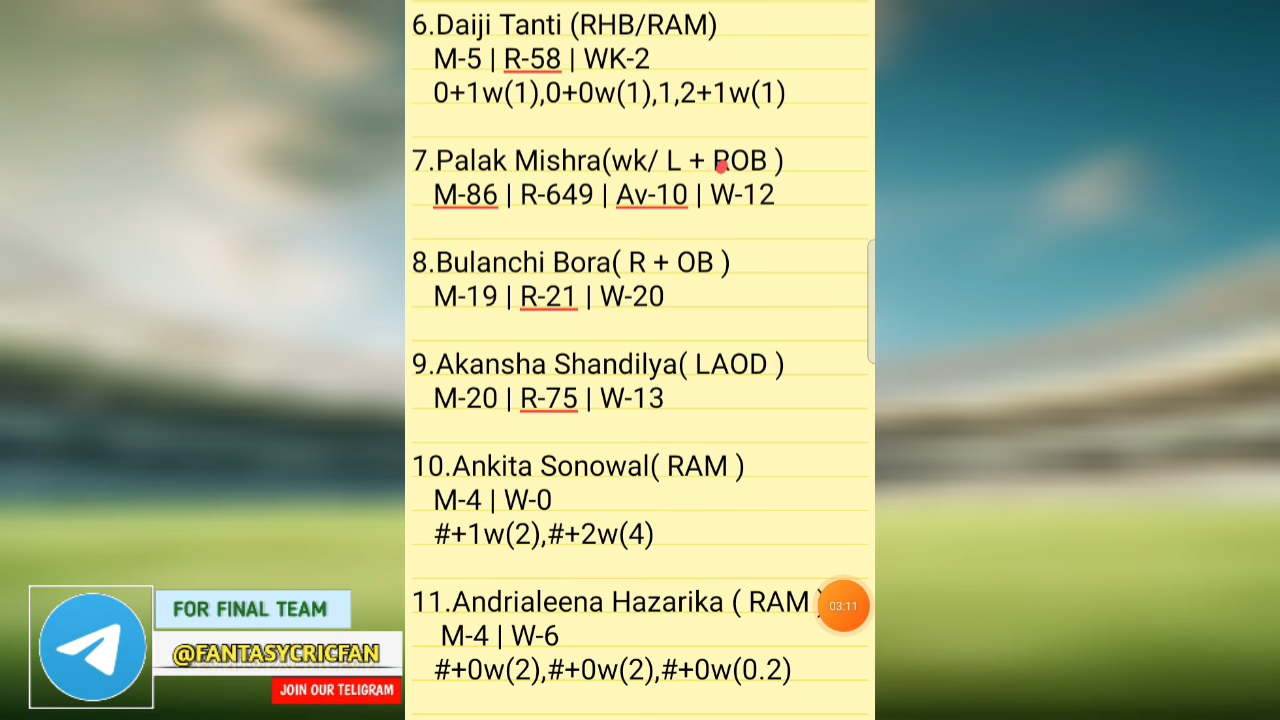 6.Daiji Tanti (RHB/RAM)
M-5 | R-58 | WK-2
0+1w(1),0+0w(1),1,2+1w(1)
7.Palak Mishra(wk/ L + ROB )
M-86 | R-649 | Av-10 | W-12
8.Bulanchi Bora( R + OB )
M-19 | R-21 | W-20
9.Akansha Shandilya( LAOD )
M-20 | R-75 | W-13
10.Ankita Sonowal( RAM )
M-4 | W-0
#+1w(2),#+2w(4)
11.Andrialeena Hazarika ( RAM )
03:11
M-4 | W-6
#+0w(2),#+0w(2),#+0w(0.2)
FOR FINAL TEAM
@FANTASYCRICFAN
JOIN OUR TELIGRAM